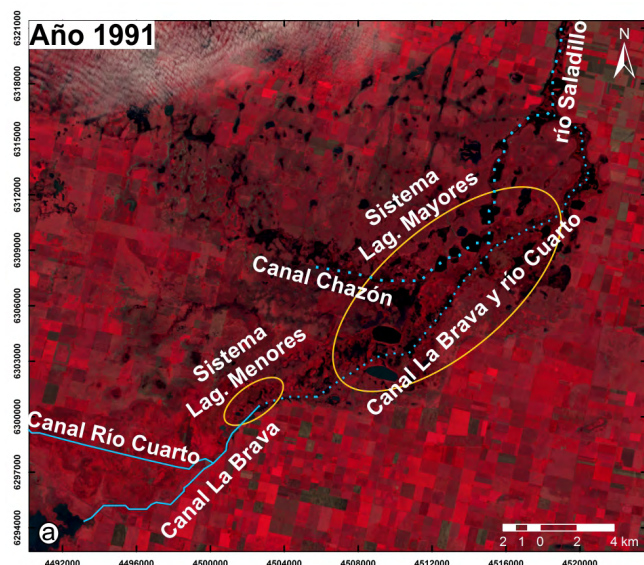 Año 1991
N
río Saladillo
Sistema
Lag. Mayores
Canal Chazón
Canal La Brava y río Cuarto
Sistema
Lag. Menores
Canal Río Cuarto
Canal La Brava
a
2 1 0 2 4 km
6321000
6318000
6315000
6312000
6309000
6306000
6303000
6300000
6297000
6294000
4492000 4496000 4500000 4504000 4508000 4512000 4516000 4520000